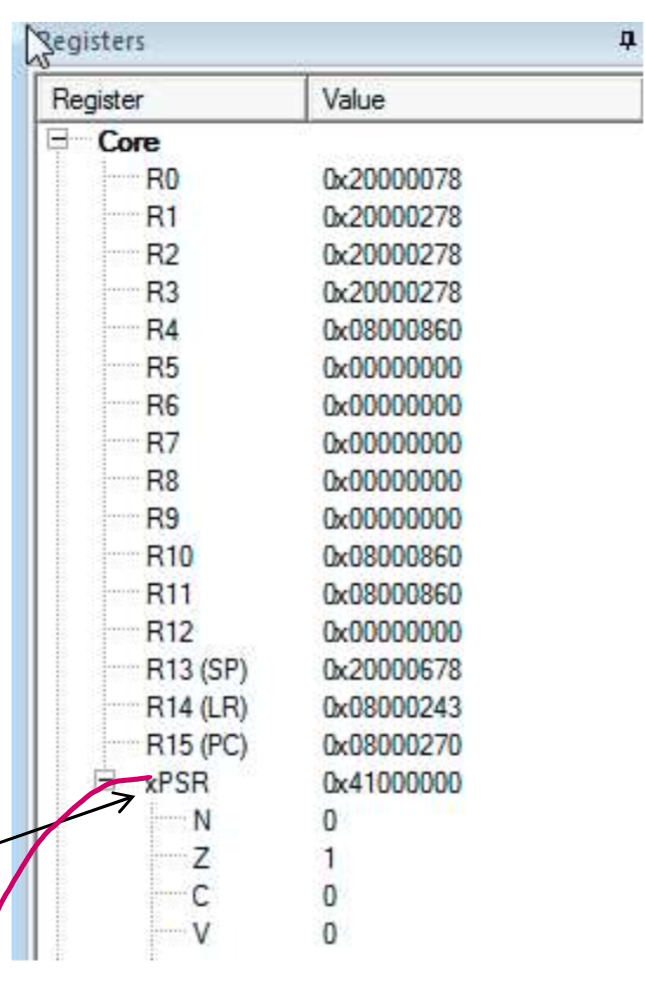 Registers
Register Value
Core
R0 0x20000078
R1 0x20000278
R2 0x20000278
R3 0x20000278
R4 0x08000860
R5 0x00000000
R6 0x00000000
R7 0x00000000
R8 0x00000000
R9 0x00000000
R10 0x08000860
R11 0x08000860
R12 0x00000000
R13 (SP) 0x20000678
R14 (LR) 0x08000243
R15 (PC) 0x08000270
xPSR 0x41000000
N 0
Z 1
C 0
V 0